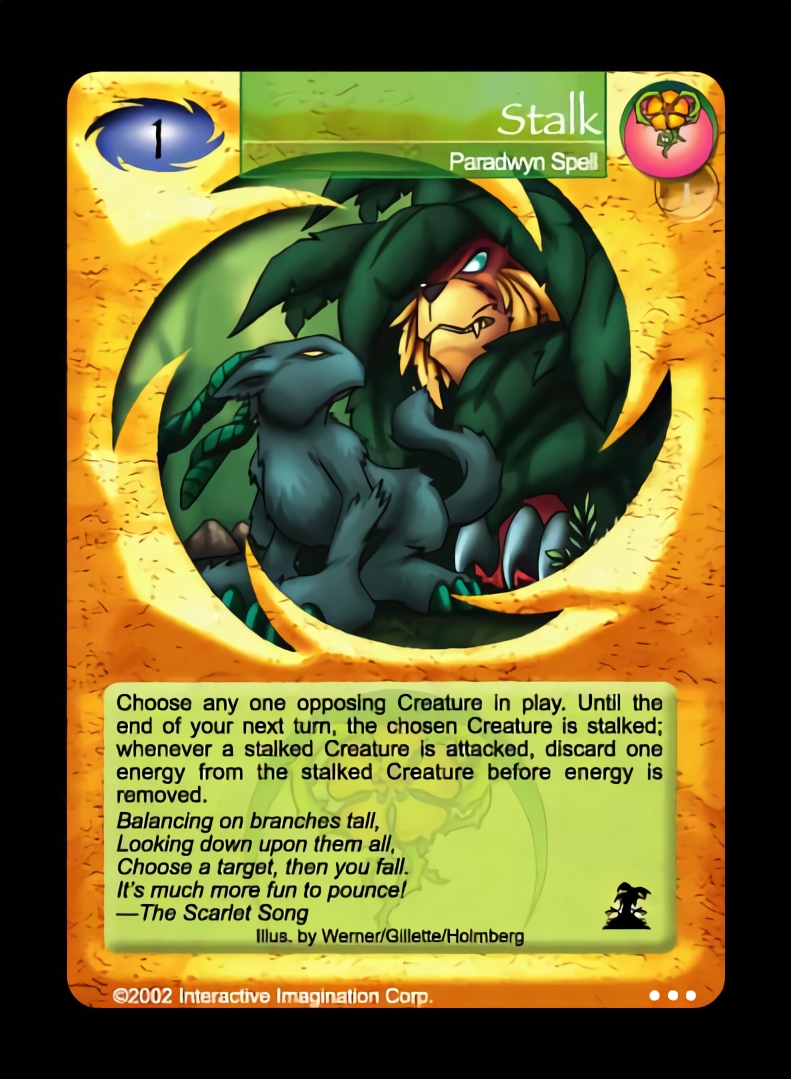 1
Stalk
Paradwyn Spell
Choose any one opposing Creature in play. Until the
end of your next turn, the chosen Creature is stalked;
whenever a stalked Creature is attacked, discard one
energy from the stalked Creature before energy is
removed.
Balancing on branches tall,
Looking down upon them all,
Choose a target, then you fall.
It's much more fun to pounce!
—The Scarlet Song
Illus. by Werner/Gillette/Holmberg
©2002 Interactive Imagination Corp.